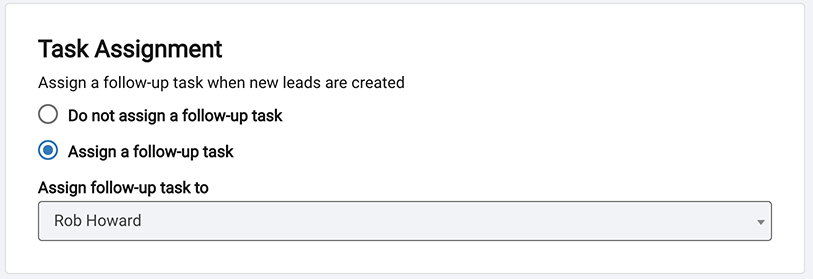 Task Assignment
Assign a follow-up task when new leads are created
Do not assign a follow-up task
Assign a follow-up task
Assign follow-up task to
Rob Howard